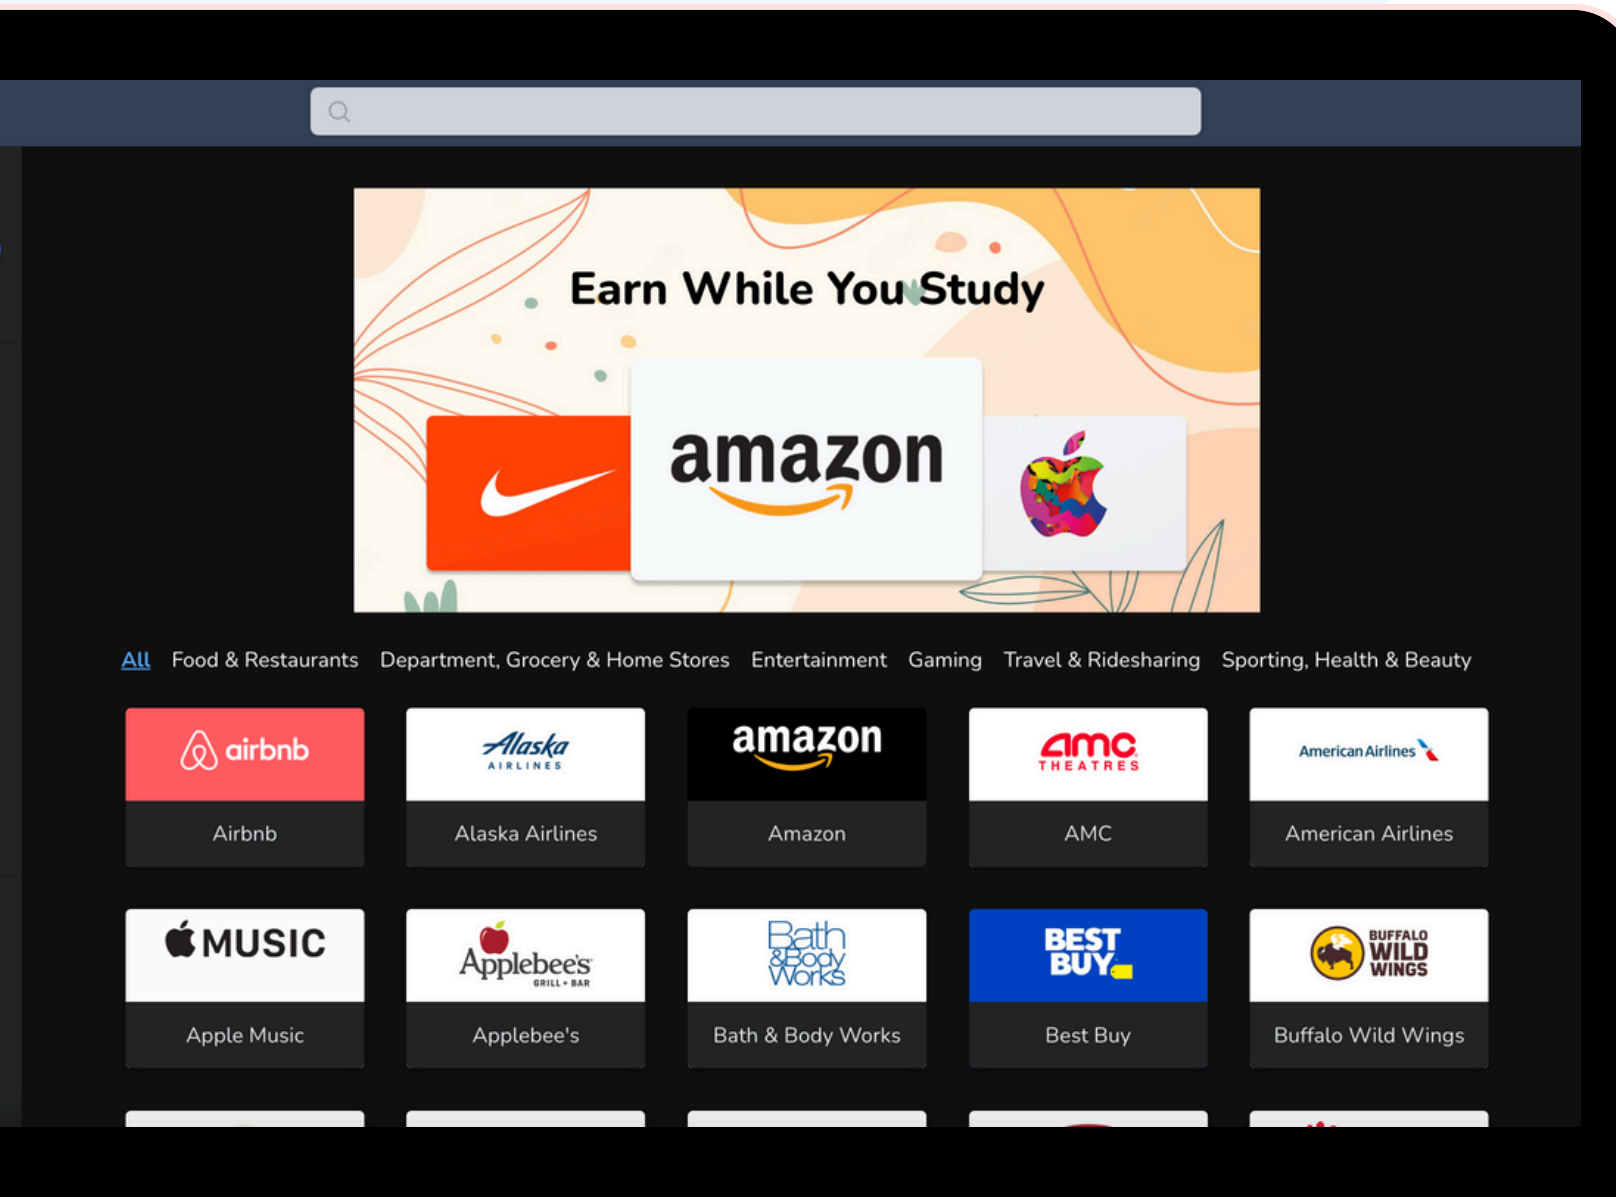 Earn While You Study
amazon
All Food & Restaurants Department, Grocery & Home Stores Entertainment Gaming Travel & Ridesharing Sporting, Health & Beauty
airbnb
Alaska
AIRLINES
amazon
amc
THEATRES
American Airlines
Airbnb
Alaska Airlines
Amazon
AMC
American Airlines
MUSIC
Applebee's
GRILL + BAR
Bath
& Body
Works
BEST
BUY
BUFFALO
WILD
WINGS
Apple Music
Applebee's
Bath & Body Works
Best Buy
Buffalo Wild Wings